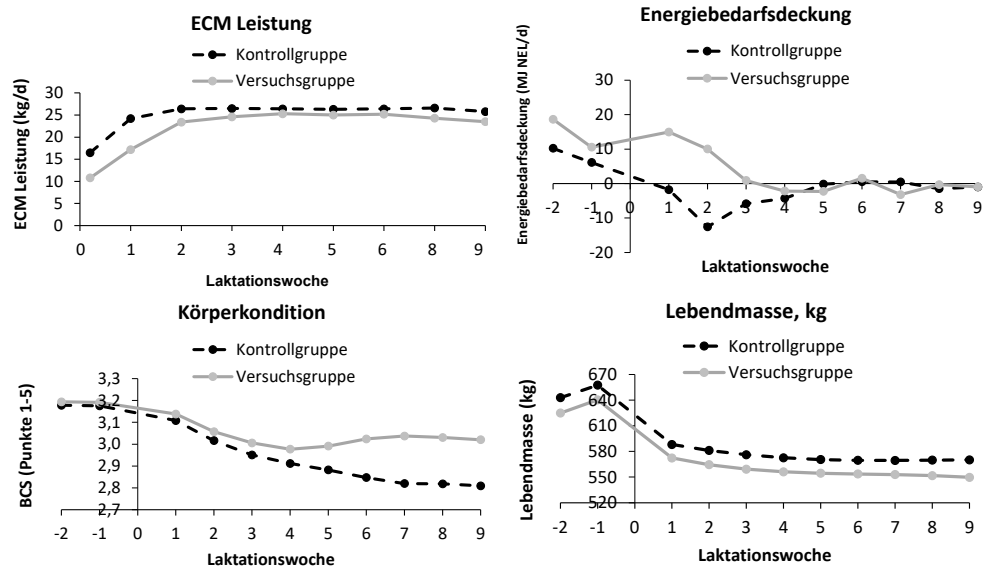 ECM Leistung
Kontrollgruppe
Versuchsgruppe
ECM Leistung (kg/d)
30
25
20
15
10
5
0
0 1 2 3 4 5 6 7 8 9
Laktationswoche
Energiebedarfsdeckung
Kontrollgruppe
Versuchsgruppe
Energiebedarfsdeckung (MJ NEL/d)
30
20
10
0
-10
-20
-2 -1 0 1 2 3 4 5 6 7 8 9
Laktationswoche
Körperkondition
Kontrollgruppe
Versuchsgruppe
BCS (Punkte 1-5)
3,3
3,2
3,1
3,0
2,9
2,8
2,7
-2 -1 0 1 2 3 4 5 6 7 8 9
Laktationswoche
Lebendmasse, kg
Kontrollgruppe
Versuchsgruppe
Lebendmasse (kg)
670
640
610
580
550
520
-2 -1 0 1 2 3 4 5 6 7 8 9
Laktationswoche